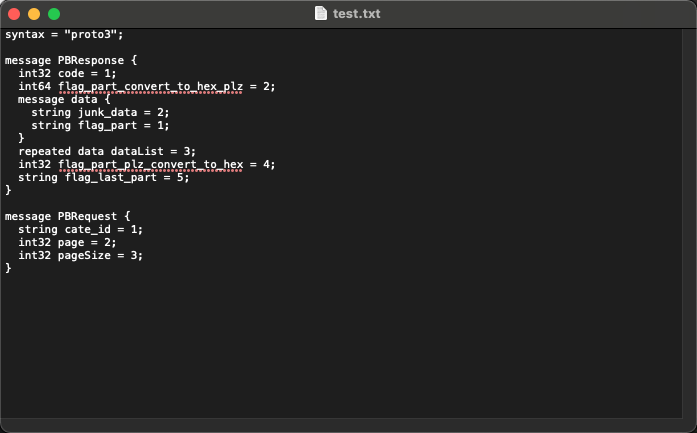 test.txt
syntax = "proto3";
message PBResponse {
  int32 code = 1;
  int64 flag_part_convert_to_hex_plz = 2;
  message data {
    string junk_data = 2;
    string flag_part = 1;
  }
  repeated data dataList = 3;
  int32 flag_part_plz_convert_to_hex = 4;
  string flag_last_part = 5;
}
message PBRequest {
  string cate_id = 1;
  int32 page = 2;
  int32 pageSize = 3;
}